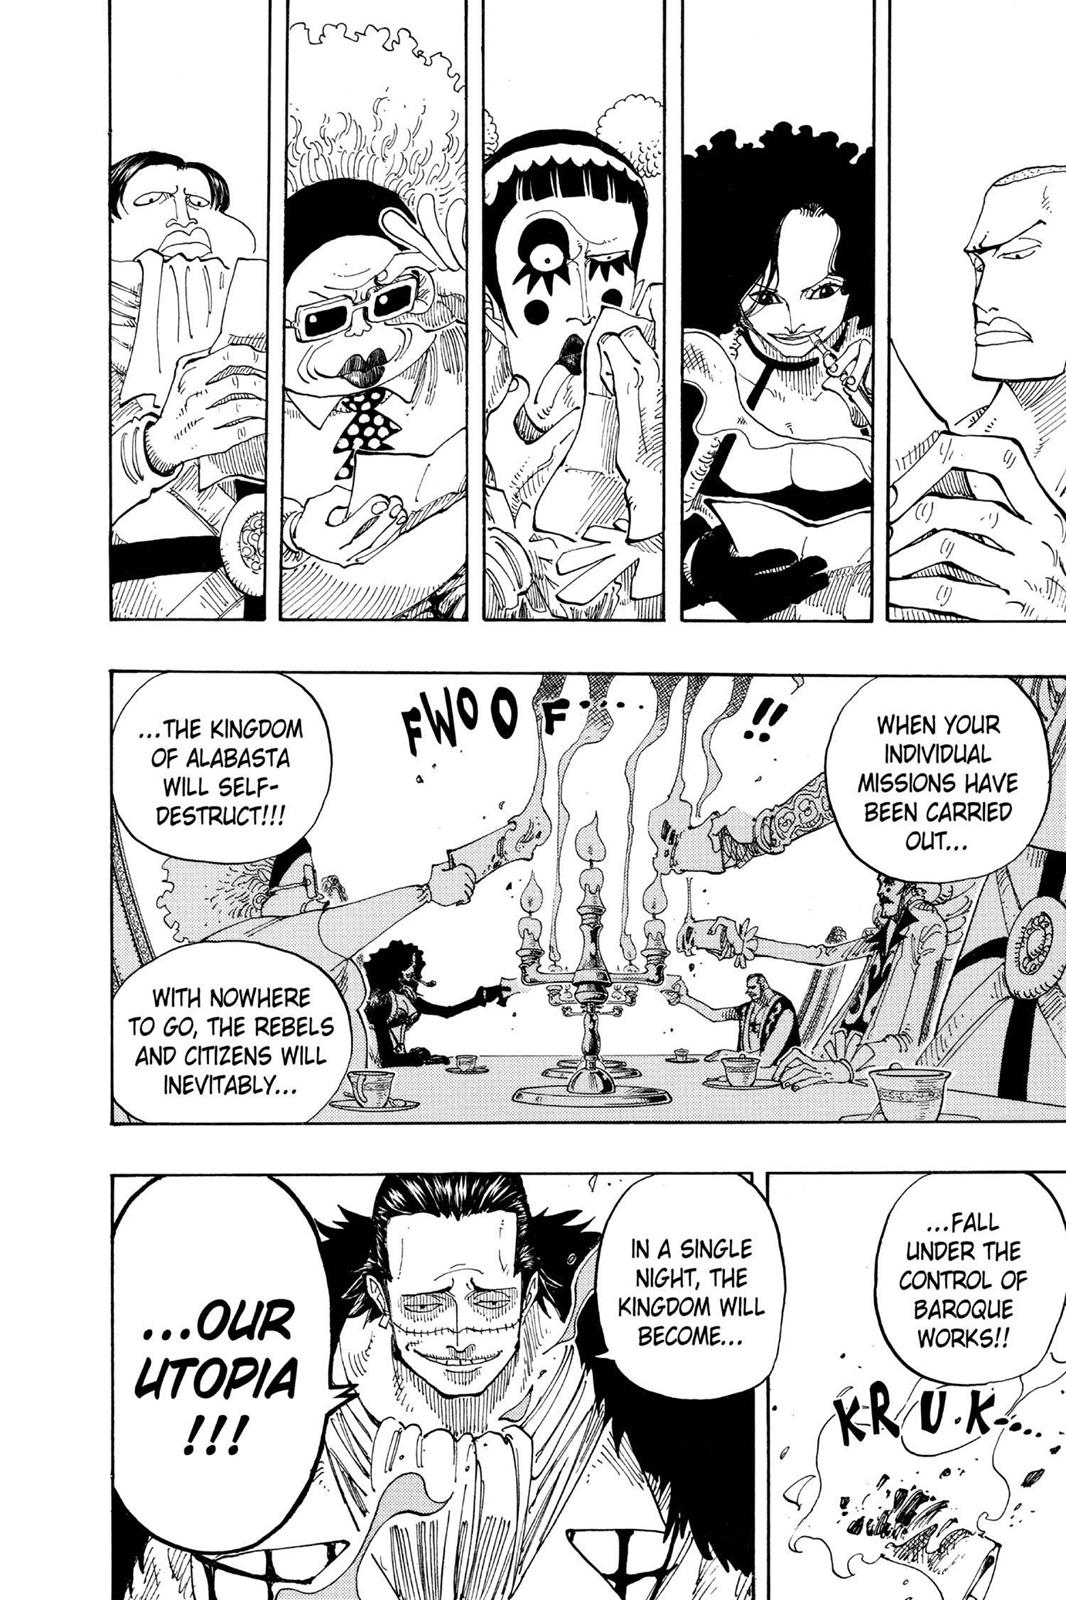 WHEN YOUR
INDIVIDUAL
MISSIONS HAVE
BEEN CARRIED
OUT...
!!
FWOOF.....
...THE KINGDOM
OF ALABASTA
WILL SELF-
DESTRUCT!!!
WITH NOWHERE
TO GO, THE REBELS
AND CITIZENS WILL
INEVITABLY...
...FALL
UNDER THE
CONTROL OF
BAROQUE
WORKS!!
KRUK....
IN A SINGLE
NIGHT, THE
KINGDOM WILL
BECOME...
...OUR
UTOPIA
!!!